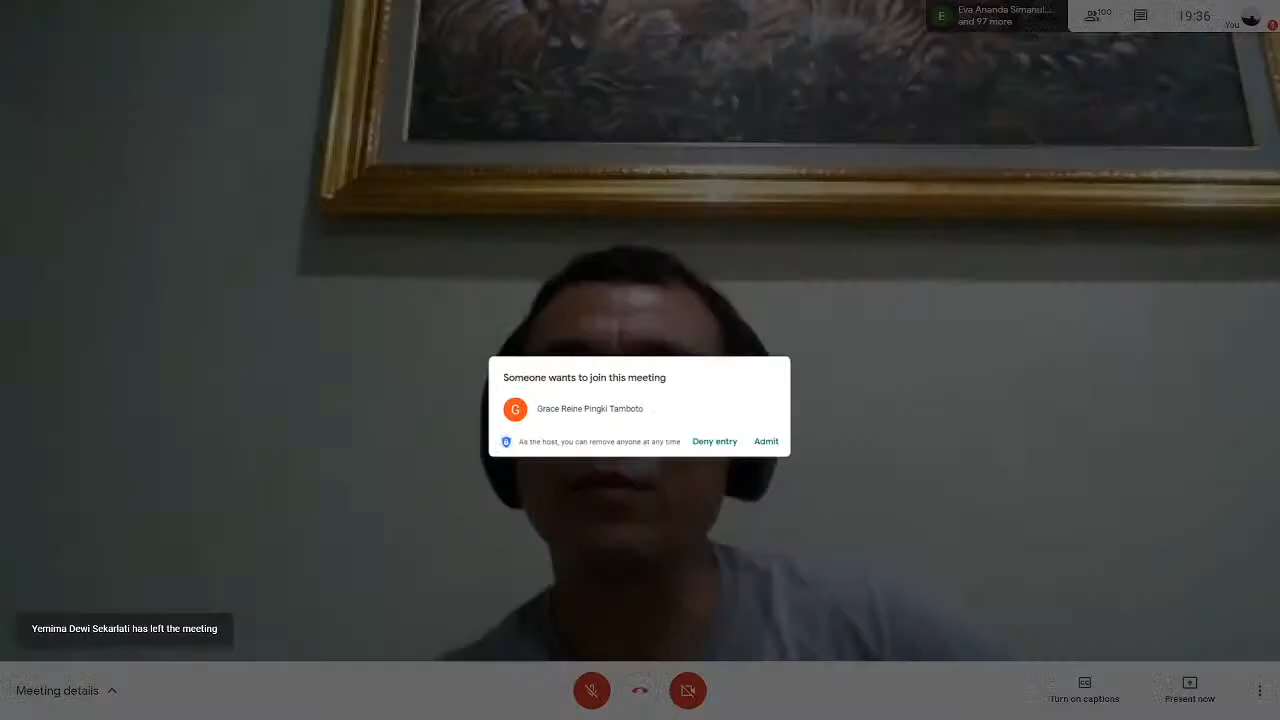 E
Eva Ananda Simanul...
and 97 more
100
19:36
You
Someone wants to join this meeting
G
Grace Reine Pingki Tamboto
As the host, you can remove anyone at any time
Deny entry
Admit
Yemima Dewi Sekarlati has left the meeting
Meeting details
Turn on captions
Present now